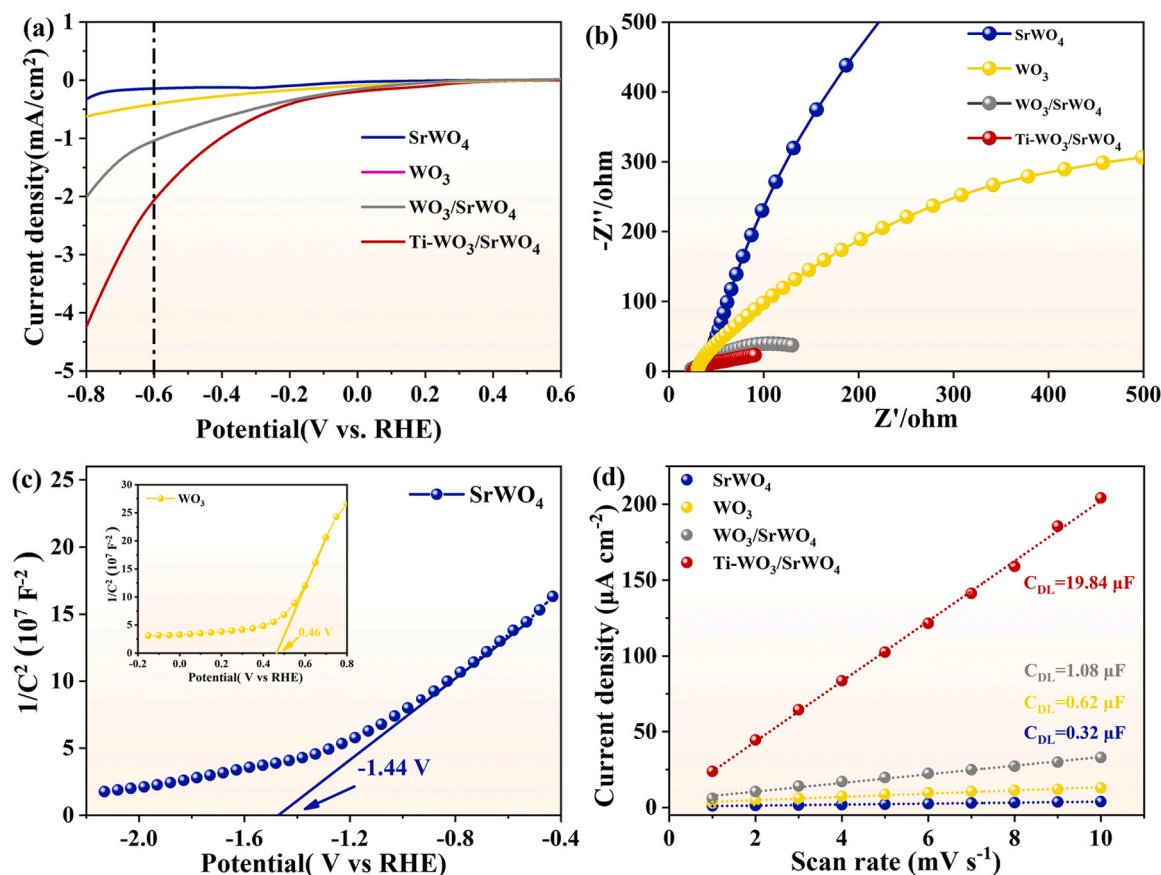 (a)
1
0
-1
-2
-3
-4
-5
Current density(mA/cm²)
SrWO₄
WO₃
WO₃/SrWO₄
Ti-WO₃/SrWO₄
-0.8 -0.6 -0.4 -0.2 0.0 0.2 0.4 0.6
Potential(V vs. RHE)
(b)
500
400
300
200
100
0
-Z''/ohm
SrWO₄
WO₃
WO₃/SrWO₄
Ti-WO₃/SrWO₄
0 100 200 300 400 500
Z'/ohm
(c)
25
20
15
10
5
0
1/C² (10⁷ F⁻²)
SrWO₄
30
25
20
15
10
5
0
1/C² (10⁷ F⁻²)
WO₃
0.46 V
-0.2 0.0 0.2 0.4 0.6 0.8
Potential( V vs RHE)
-1.44 V
-2.0 -1.6 -1.2 -0.8 -0.4
Potential( V vs RHE)
(d)
200
150
100
50
0
Current density (μA cm⁻²)
SrWO₄
WO₃
WO₃/SrWO₄
Ti-WO₃/SrWO₄
C_DL=19.84 μF
C_DL=1.08 μF
C_DL=0.62 μF
C_DL=0.32 μF
0 2 4 6 8 10
Scan rate (mV s⁻¹)